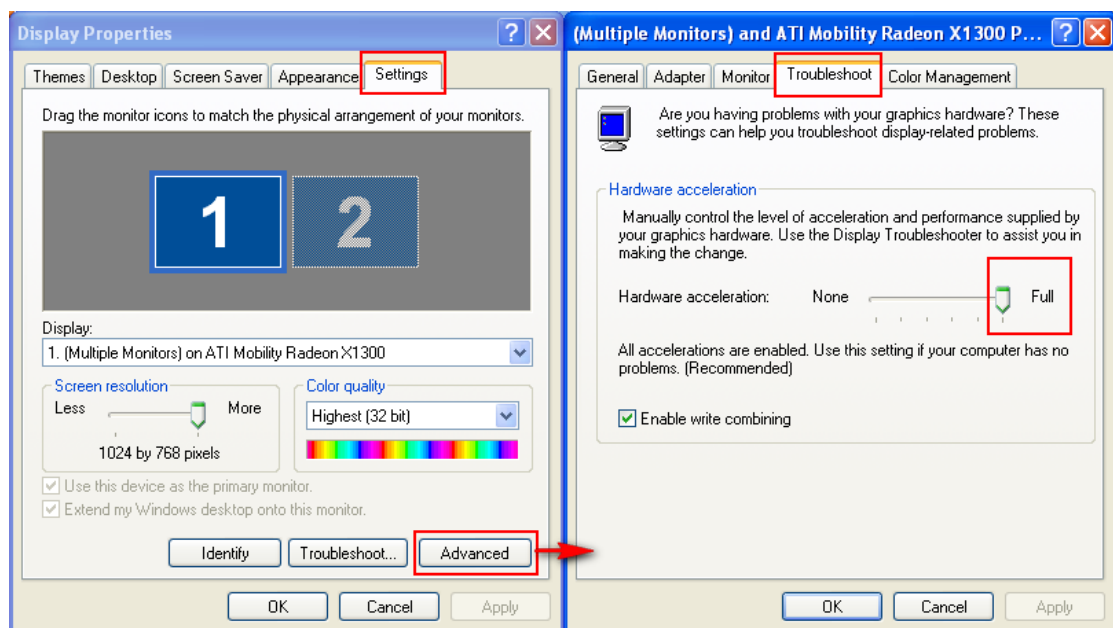 Display Properties
Themes Desktop Screen Saver Appearance Settings
Drag the monitor icons to match the physical arrangement of your monitors.
1 2
Display:
1. (Multiple Monitors) on ATI Mobility Radeon X1300
Screen resolution
Less More
1024 by 768 pixels
Color quality
Highest (32 bit)
Use this device as the primary monitor.
Extend my Windows desktop onto this monitor.
Identify Troubleshoot... Advanced
OK Cancel Apply
(Multiple Monitors) and ATI Mobility Radeon X1300 P...
General Adapter Monitor Troubleshoot Color Management
Are you having problems with your graphics hardware? These
settings can help you troubleshoot display-related problems.
Hardware acceleration
Manually control the level of acceleration and performance supplied by
your graphics hardware. Use the Display Troubleshooter to assist you in
making the change.
Hardware acceleration: None Full
All accelerations are enabled. Use this setting if your computer has no
problems. (Recommended)
Enable write combining
OK Cancel Apply